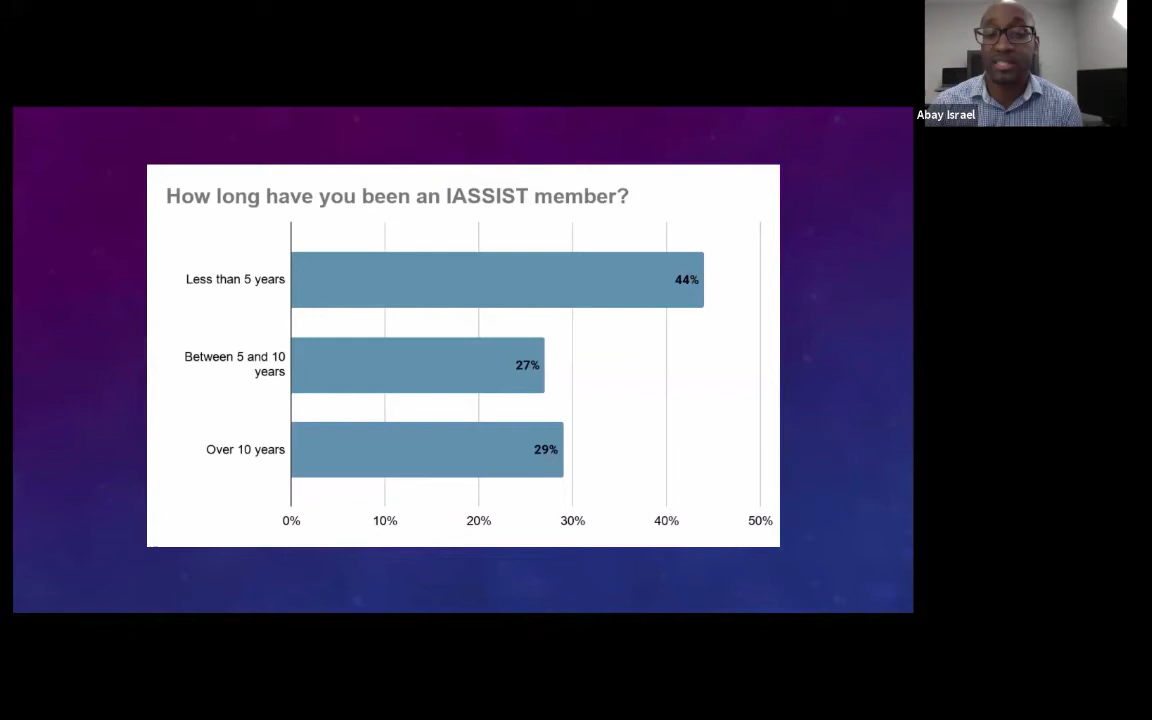 Abay Israel
How long have you been an IASSIST member?
Less than 5 years
44%
Between 5 and 10
years
27%
Over 10 years
29%
0% 10% 20% 30% 40% 50%